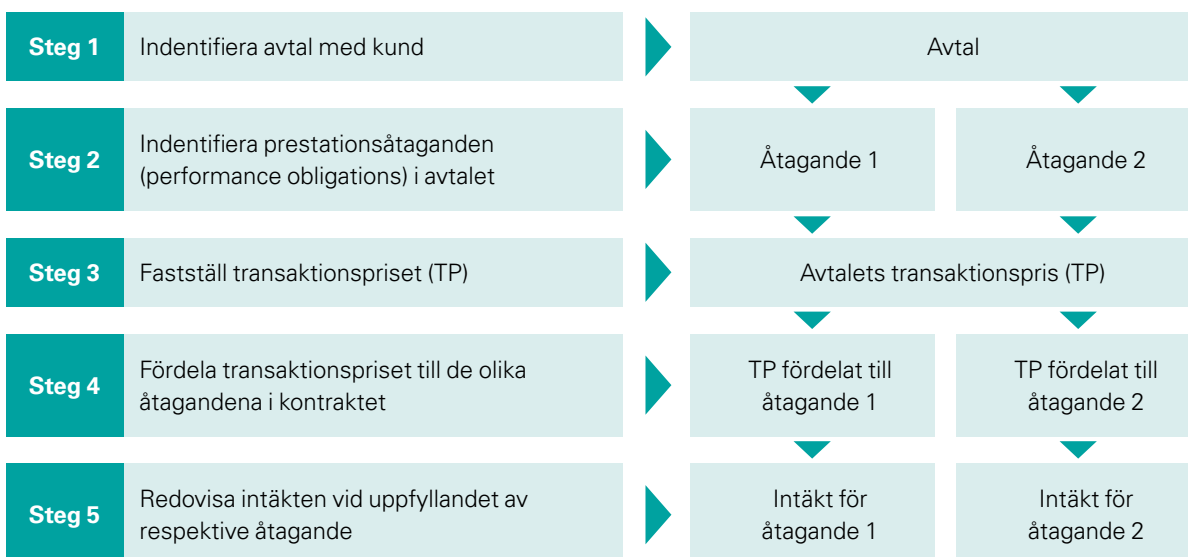 Steg 1
Indentifiera avtal med kund
Avtal
Steg 2
Indentifiera prestationsåtaganden
(performance obligations) i avtalet
Åtagande 1
Åtagande 2
Steg 3
Fastställ transaktionspriset (TP)
Avtalets transaktionspris (TP)
Steg 4
Fördela transaktionspriset till de olika
åtagandena i kontraktet
TP fördelat till
åtagande 1
TP fördelat till
åtagande 2
Steg 5
Redovisa intäkten vid uppfyllandet av
respektive åtagande
Intäkt för
åtagande 1
Intäkt för
åtagande 2